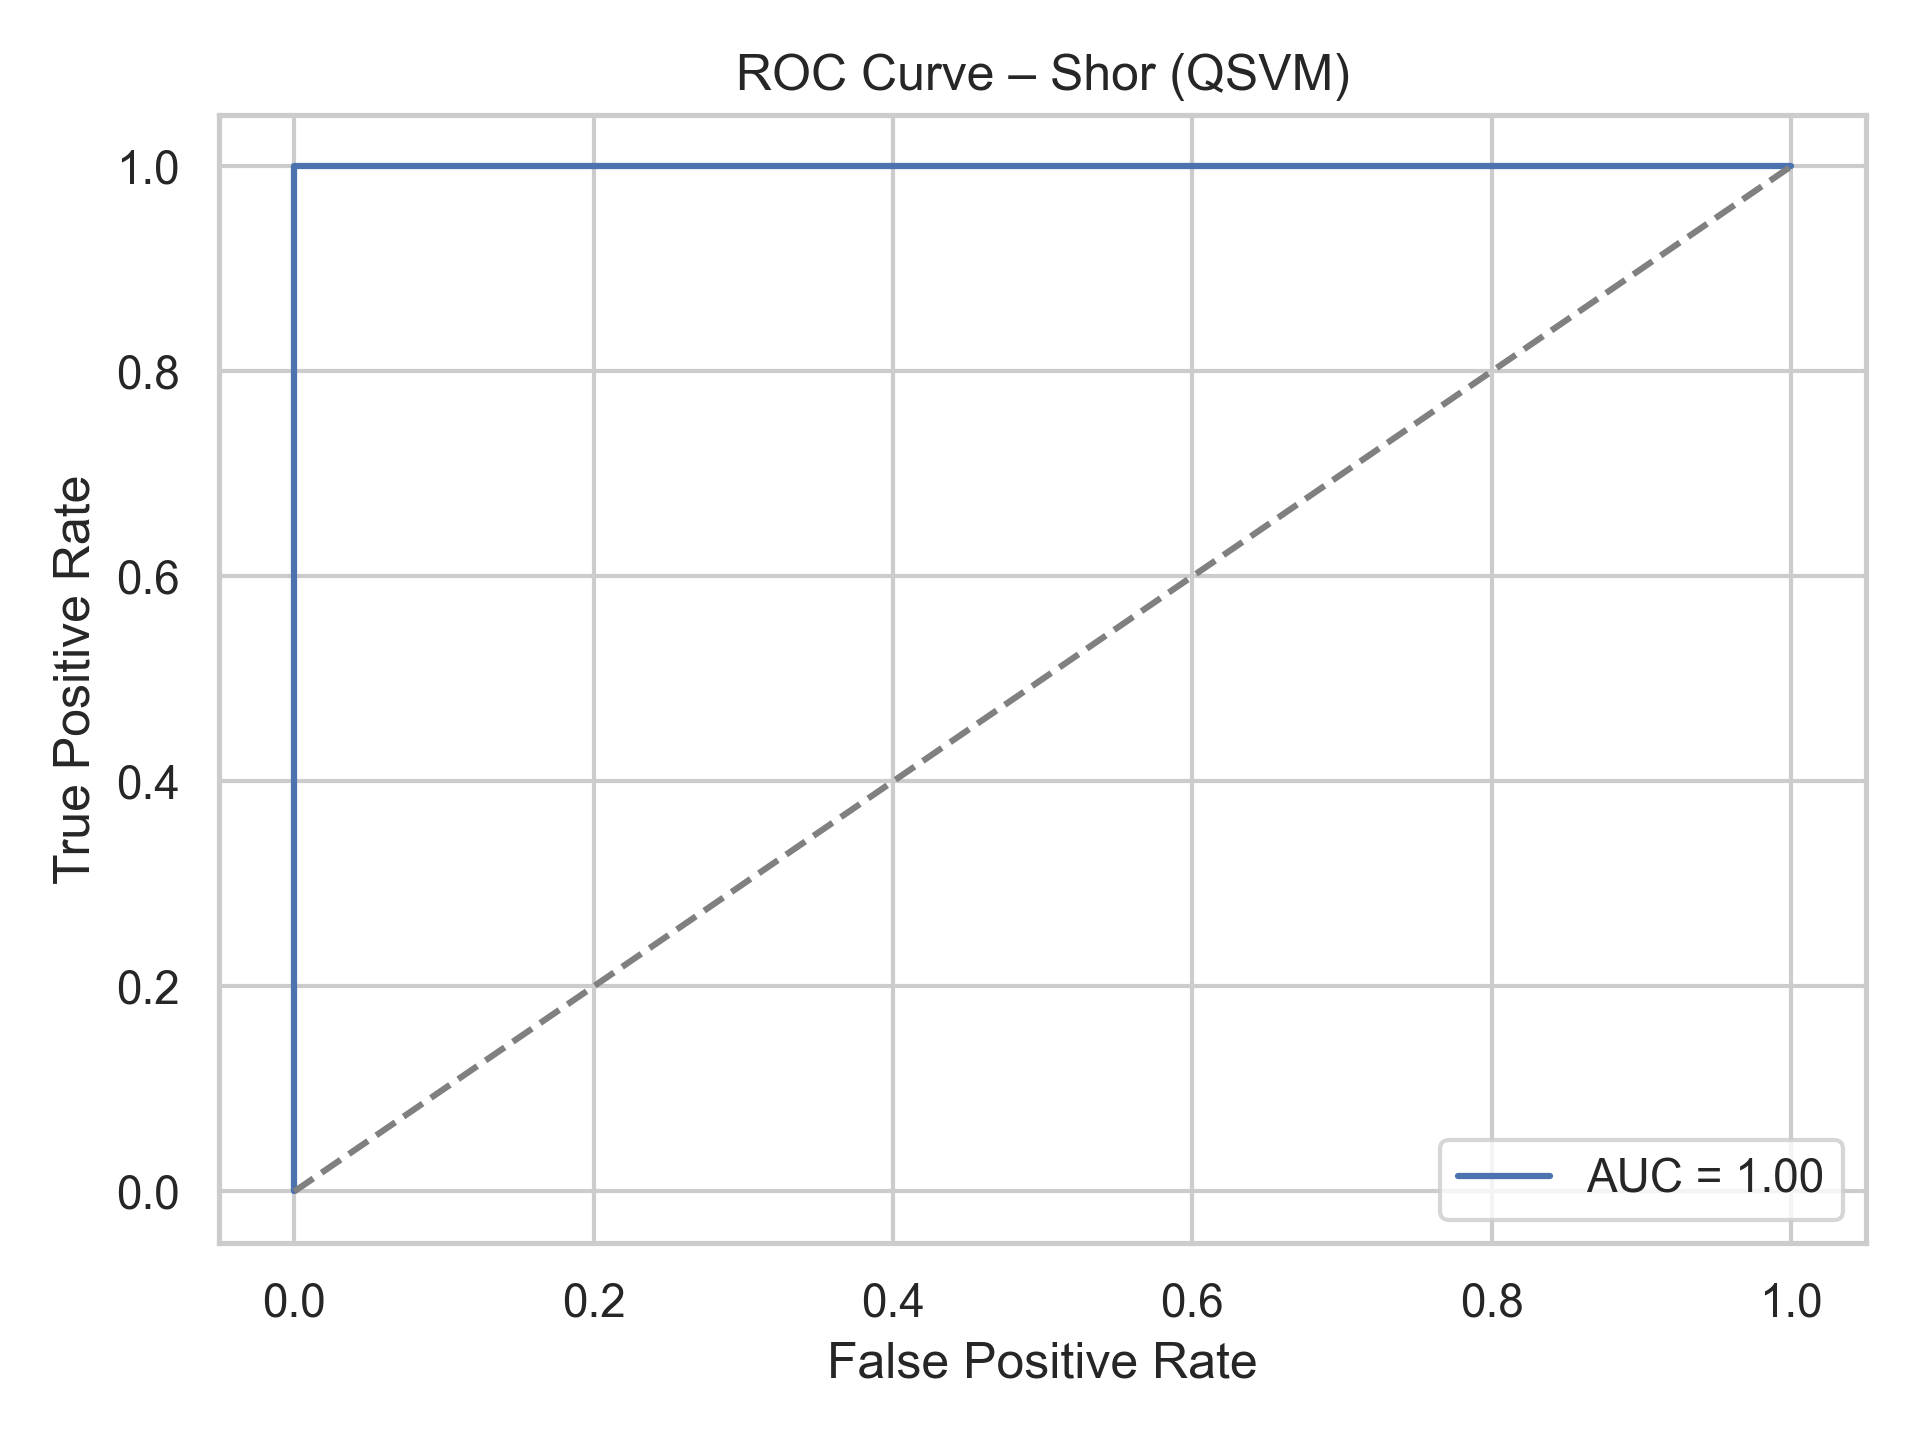 ROC Curve – Shor (QSVM)
True Positive Rate
1.0
0.8
0.6
0.4
0.2
0.0
AUC = 1.00
0.0 0.2 0.4 0.6 0.8 1.0
False Positive Rate